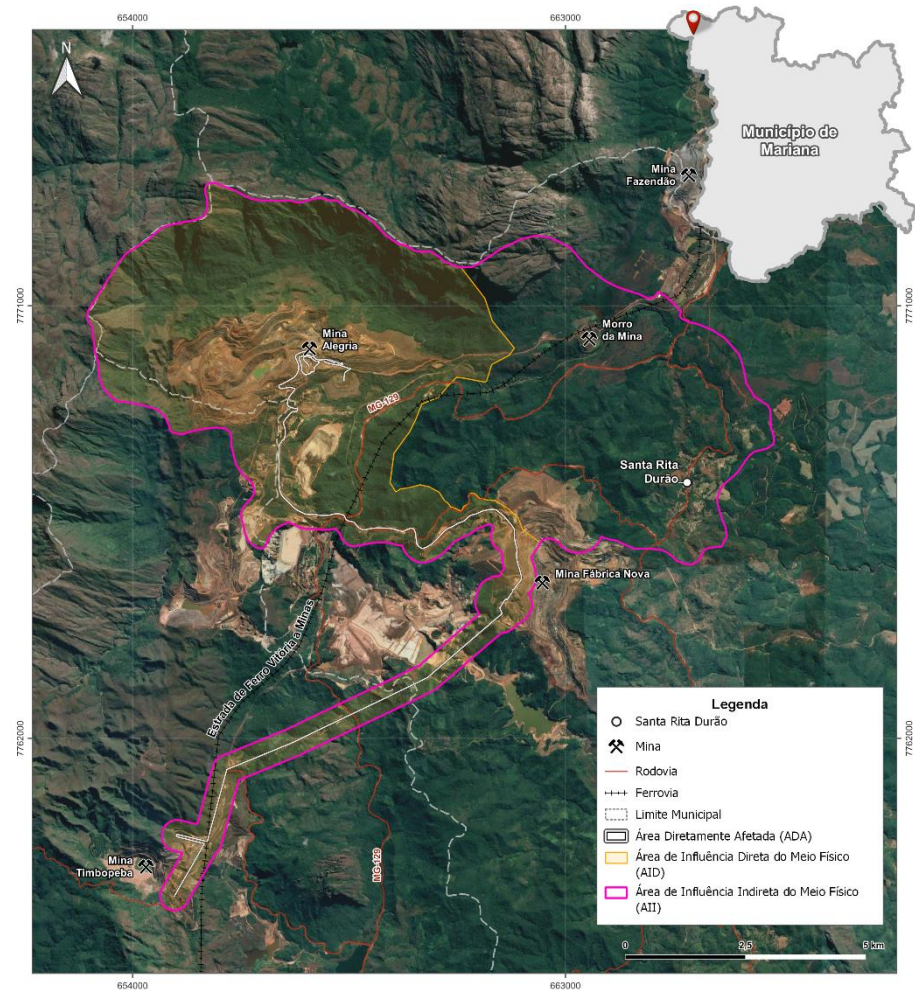 654000
663000
N
Município de
Mariana
Mina
Fazendão
7771000
7771000
Morro
da Mina
Mina
Alegria
MG-129
Santa Rita
Durão
Mina Fábrica Nova
Estrada de Ferro Vitória a Minas
7762000
7762000
Mina
Timbopeba
MG-129
Legenda
Santa Rita Durão
Mina
Rodovia
Ferrovia
Limite Municipal
Área Diretamente Afetada (ADA)
Área de Influência Direta do Meio Físico
(AID)
Área de Influência Indireta do Meio Físico
(AII)
0
2,5
5 km
654000
663000